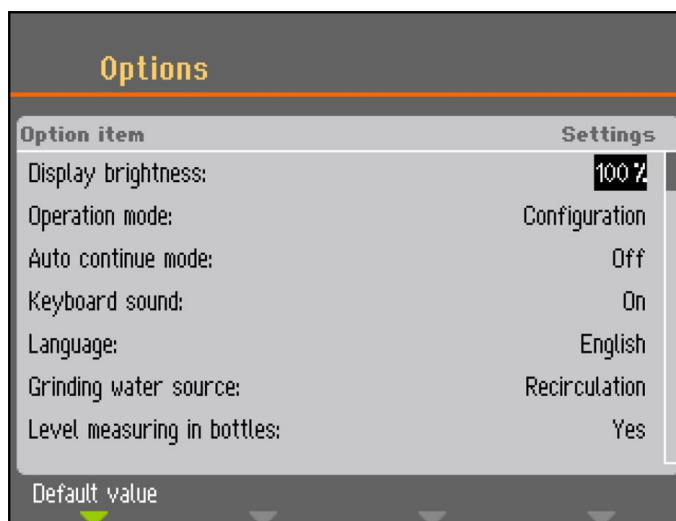 Options
Option item Settings
Display brightness: 100 %
Operation mode: Configuration
Auto continue mode: Off
Keyboard sound: On
Language: English
Grinding water source: Recirculation
Level measuring in bottles: Yes
Default value